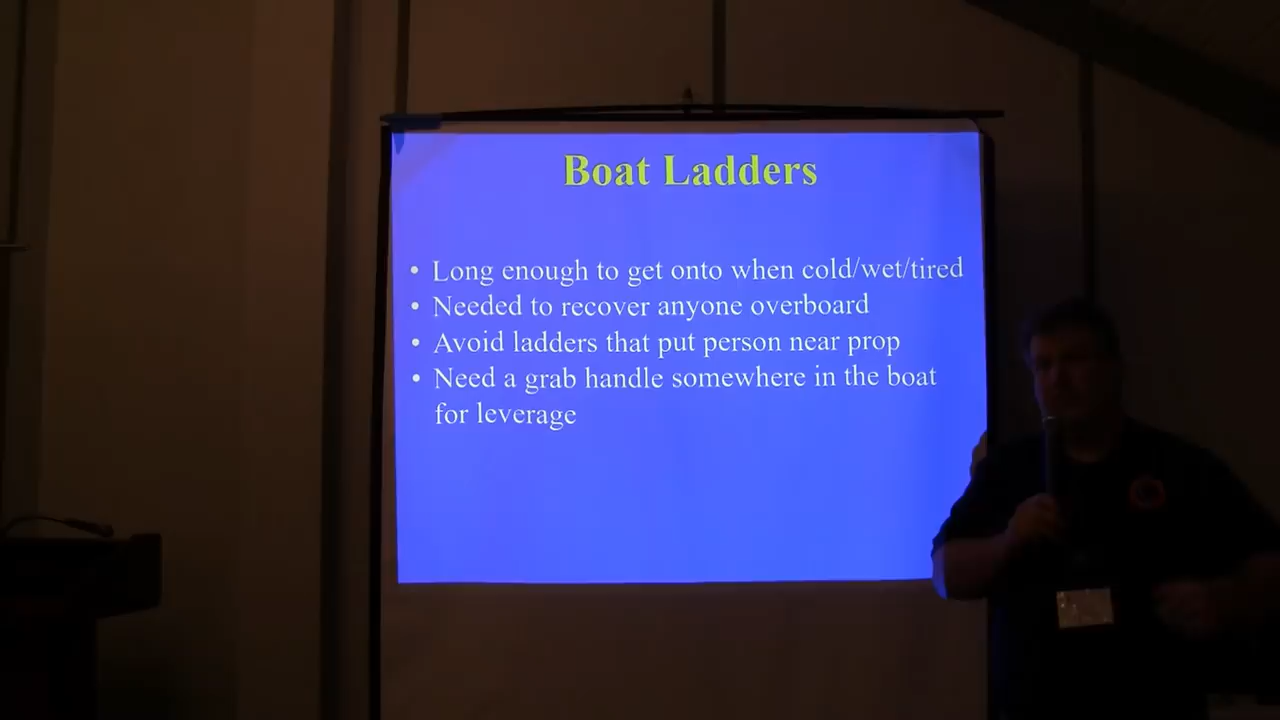 Boat Ladders
• Long enough to get onto when cold/wet/tired
• Needed to recover anyone overboard
• Avoid ladders that put person near prop
• Need a grab handle somewhere in the boat
for leverage